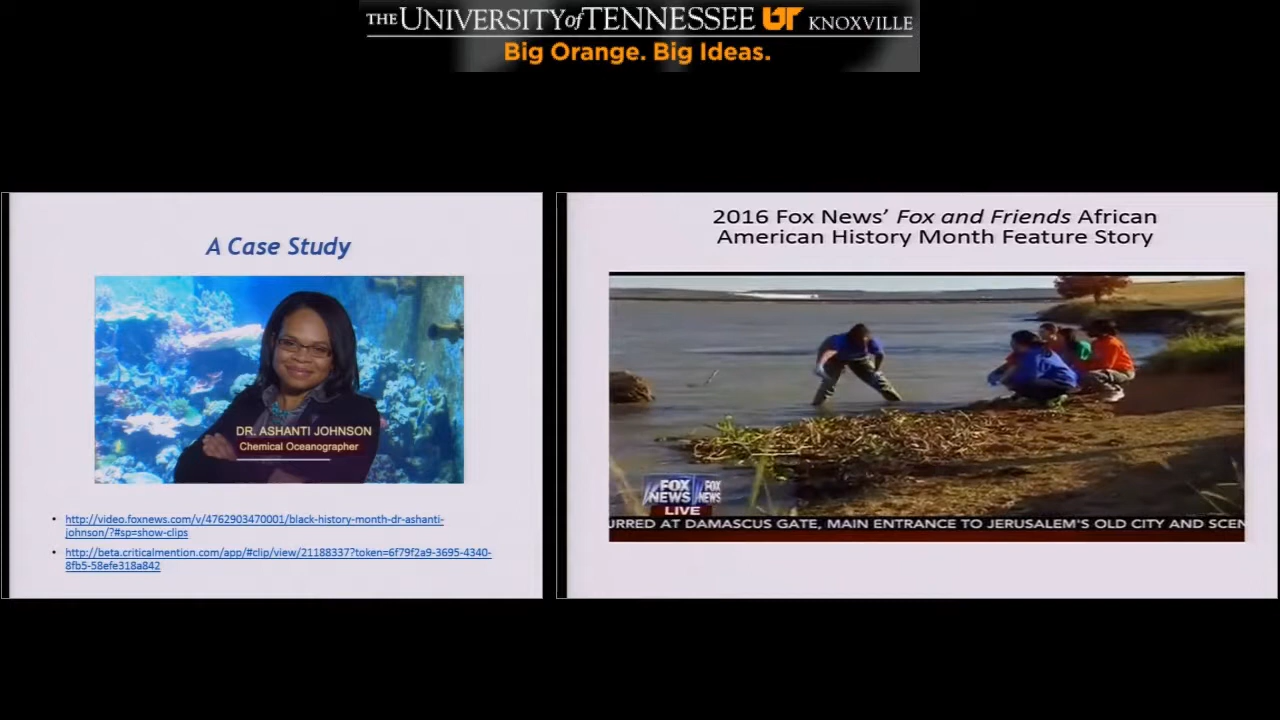 THE UNIVERSITY of TENNESSEE UT KNOXVILLE
Big Orange. Big Ideas.
A Case Study
DR. ASHANTI JOHNSON
Chemical Oceanographer
• http://video.foxnews.com/v/4762903470001/black-history-month-dr-ashanti-
johnson/?#sp=show-clips
• http://beta.criticalmention.com/app/#clip/view/21188337?token=6f79f2a9-3695-4340-
8fb5-58efe318a842
2016 Fox News’ Fox and Friends African
American History Month Feature Story
FOX NEWS
FOX NEWS
LIVE
URRED AT DAMASCUS GATE, MAIN ENTRANCE TO JERUSALEM'S OLD CITY AND SCEN